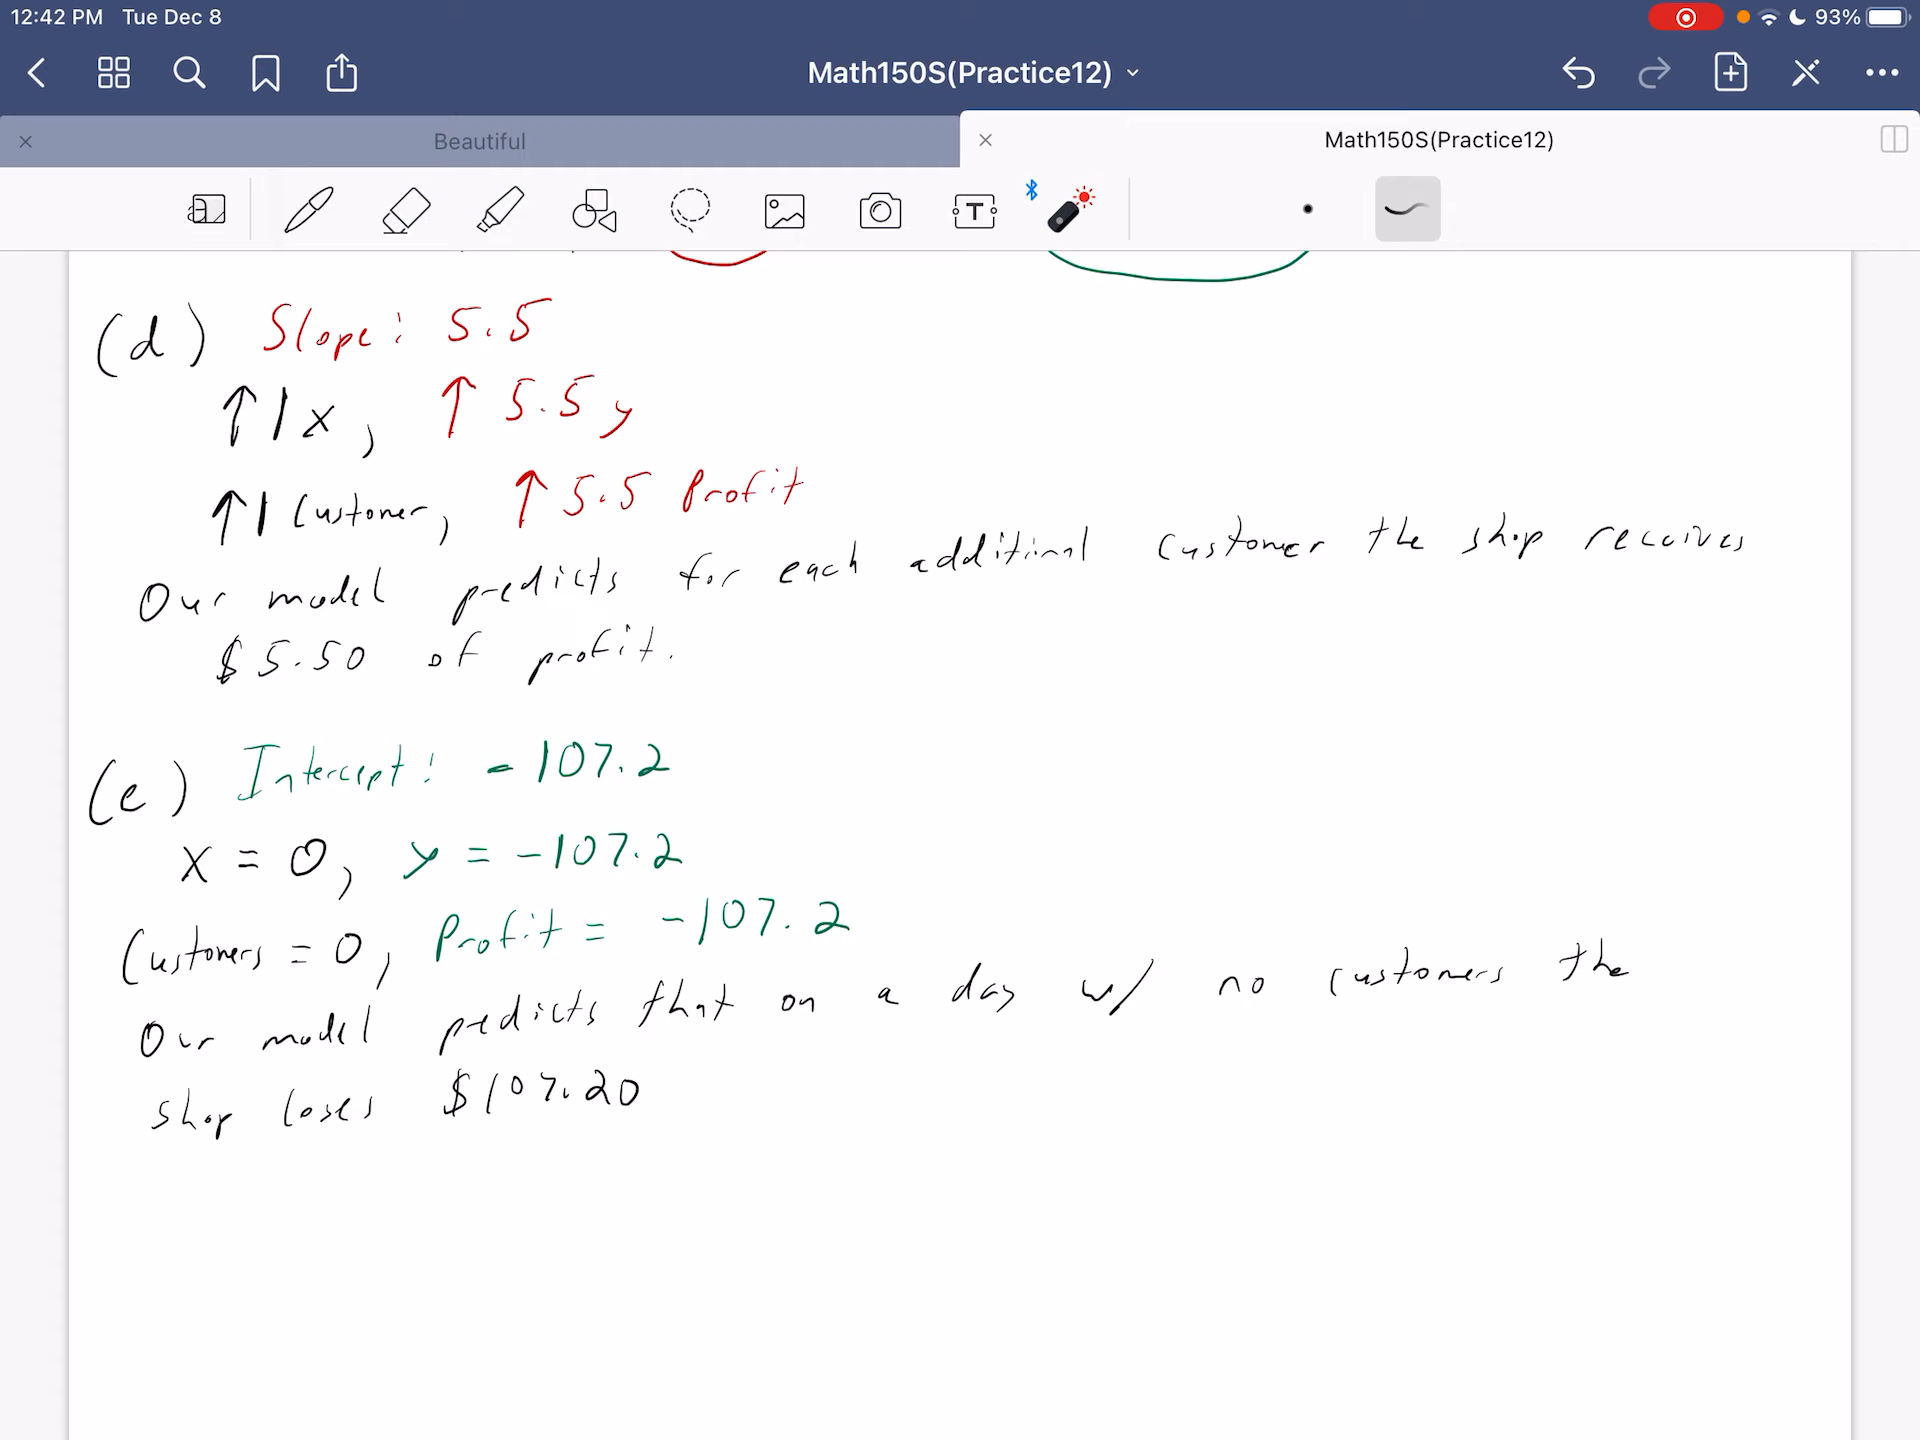 12:42 PM Tue Dec 8
93%
Math150S(Practice12)
Beautiful
Math150S(Practice12)
(d) Slope: 5.5
↑1x, ↑5.5y
↑1 Customer, ↑5.5 Profit
Our model predicts for each additional customer the shop receives
$5.50 of profit.
(e) Intercept: -107.2
x = 0, y = -107.2
Customers = 0, Profit = -107.2
Our model predicts that on a day w/ no customers the
shop loses $107.20